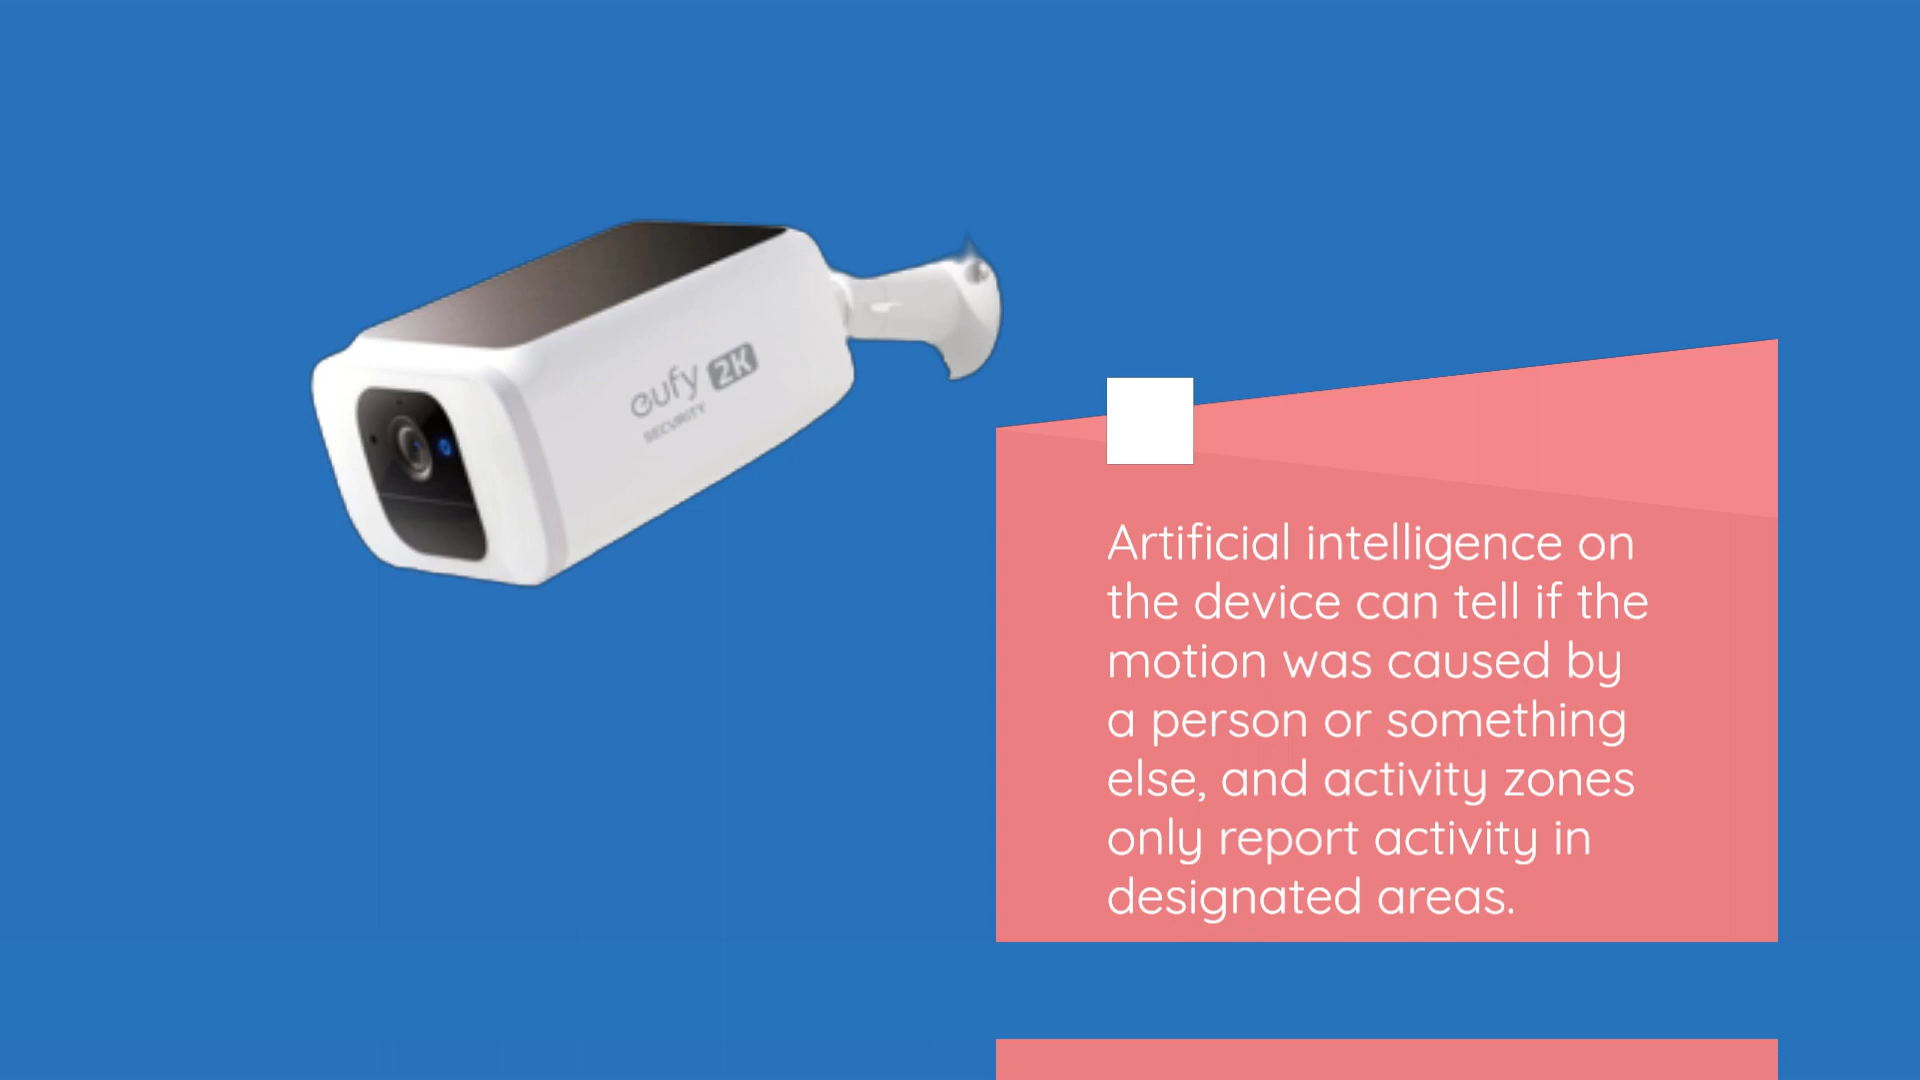 eufy 2K
SECURITY
Artificial intelligence on
the device can tell if the
motion was caused by
a person or something
else, and activity zones
only report activity in
designated areas.